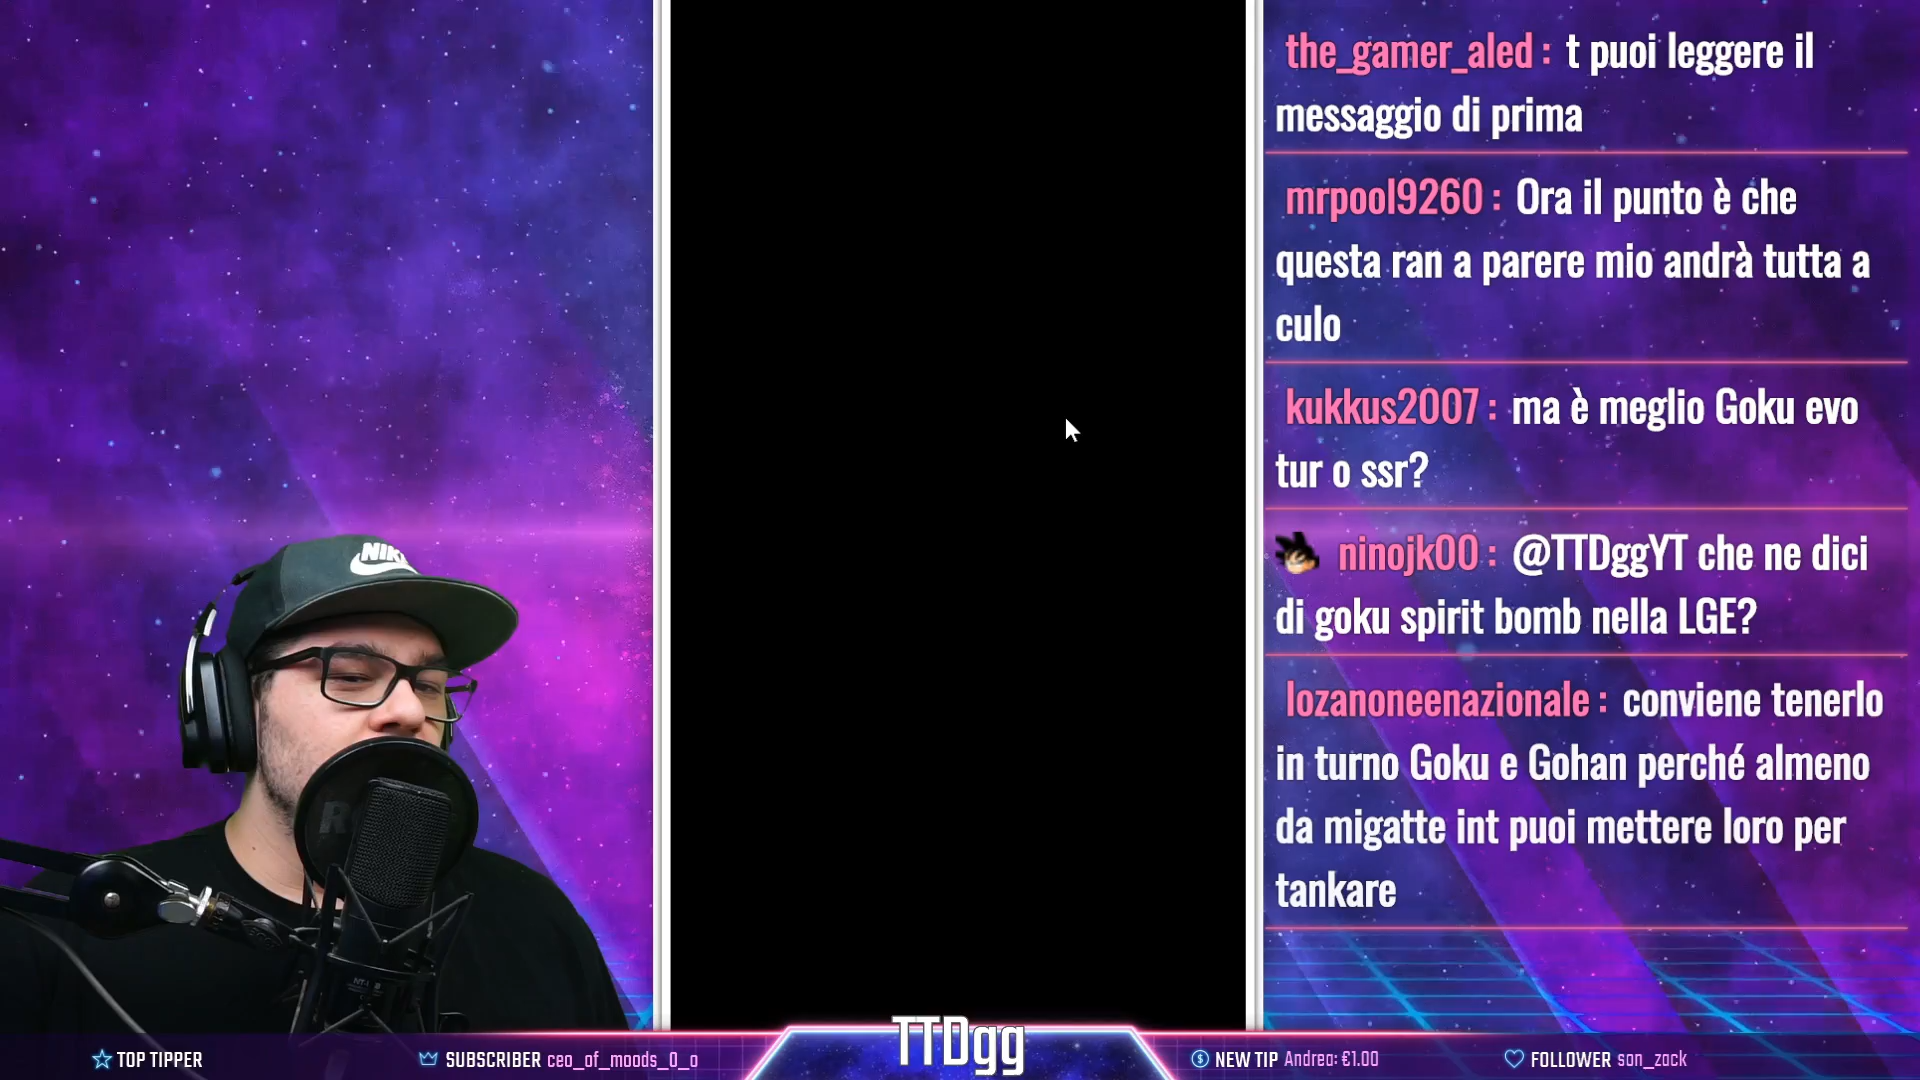 the_gamer_aled : t puoi leggere il
messaggio di prima
mrpool9260 : Ora il punto è che
questa ran a parere mio andrà tutta a
culo
kukkus2007 : ma è meglio Goku evo
tur o ssr?
ninojk00 : @TTDggYT che ne dici
di goku spirit bomb nella LGE?
lozanoneenazionale : conviene tenerlo
in turno Goku e Gohan perché almeno
da migatte int puoi mettere loro per
tankare
NIKE
TTDgg
TOP TIPPER
SUBSCRIBER ceo_of_moods_0_o
NEW TIP Andrea: €1.00
FOLLOWER son_zack